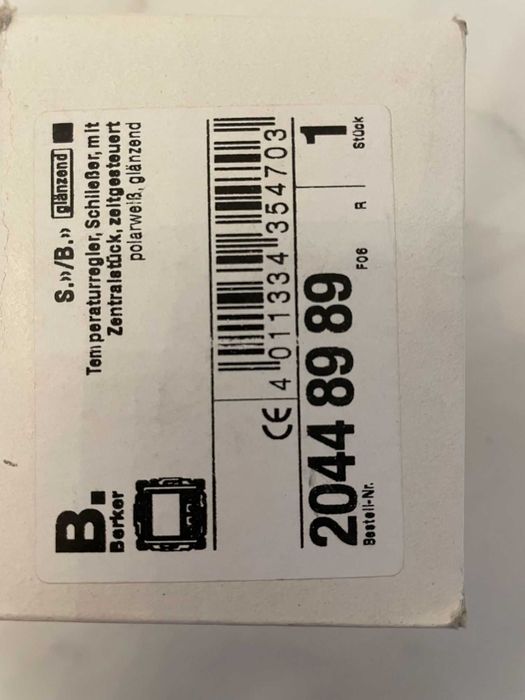 B.
Berker
S.»/B.» glänzend
Temperaturregler, Schließer, mit
Zentralstück, zeitgesteuert
polarweiß, glänzend
CE 4 011334 354703
2044 89 89 1
Bestell-Nr. F06 R Stück